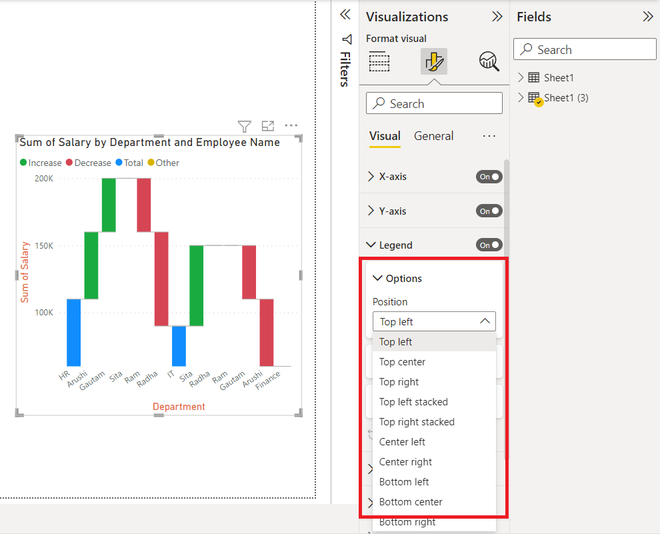 Visualizations
Format visual
Search
Visual General ...
X-axis On
Y-axis On
Legend On
Options
Position
Top left
Top left
Top center
Top right
Top left stacked
Top right stacked
Center left
Center right
Bottom left
Bottom center
Bottom right
Filters
Fields
Search
Sheet1
Sheet1 (3)
Sum of Salary by Department and Employee Name
Increase Decrease Total Other
Sum of Salary
200K
150K
100K
HR Arushi Gautam Sita Ram Radha IT Sita Radha Ram Gautam Arushi Finance
Department